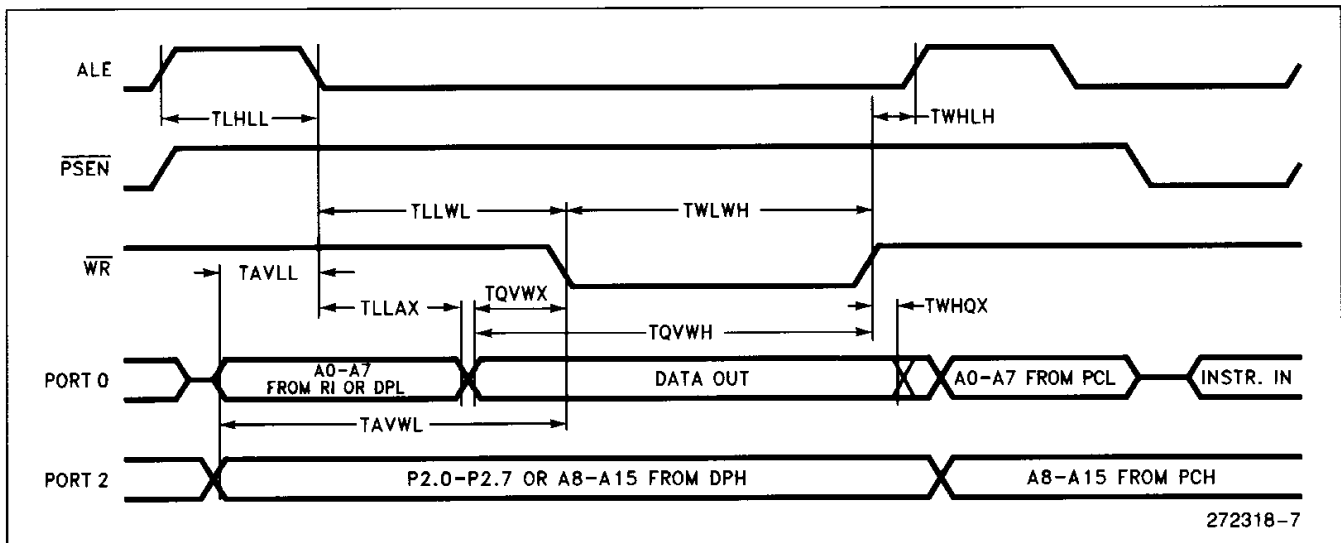 ALE
TLHLL
TWHLH
PSEN
TLLWL
TWLWH
WR
TAVLL
TLLAX
TQVWX
TWHQX
TQVWH
PORT 0
A0-A7
FROM RI OR DPL
DATA OUT
A0-A7 FROM PCL
INSTR. IN
TAVWL
PORT 2
P2.0-P2.7 OR A8-A15 FROM DPH
A8-A15 FROM PCH
272318-7